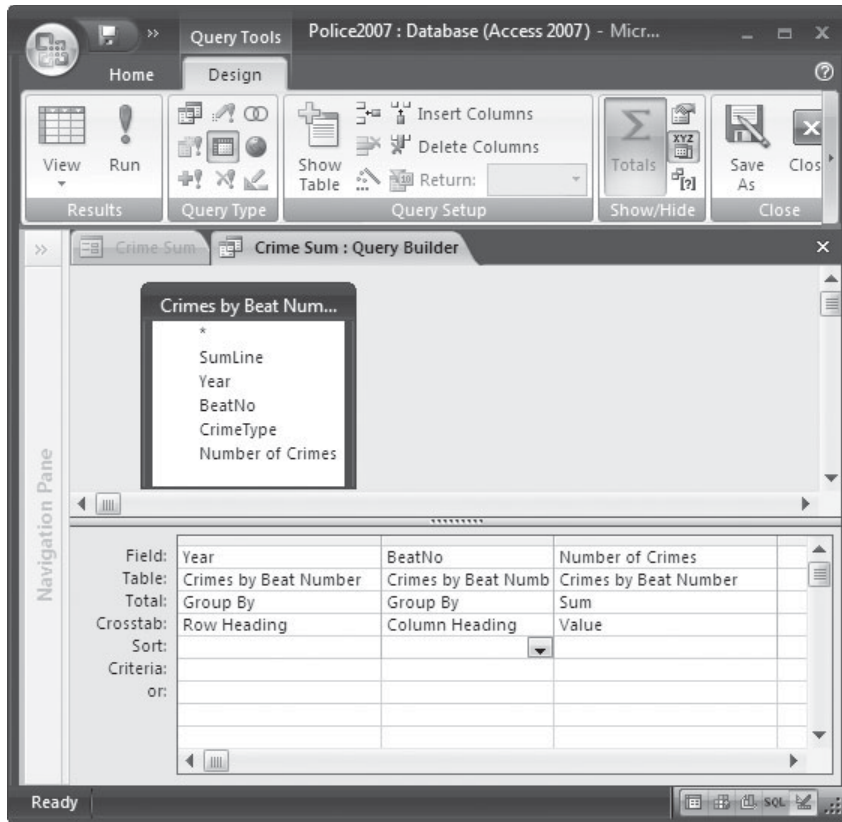 Query Tools
Police2007 : Database (Access 2007) - Micr...
Home
Design
View
Run
Show Table
Insert Columns
Delete Columns
Return:
Totals
XYZ
Save As
Clos
Results
Query Type
Query Setup
Show/Hide
Close
Crime Sum
Crime Sum : Query Builder
Navigation Pane
Crimes by Beat Num...
*
SumLine
Year
BeatNo
CrimeType
Number of Crimes
Field: Year BeatNo Number of Crimes
Table: Crimes by Beat Number Crimes by Beat Numb Crimes by Beat Number
Total: Group By Group By Sum
Crosstab: Row Heading Column Heading Value
Sort:
Criteria:
or:
Ready
SQL